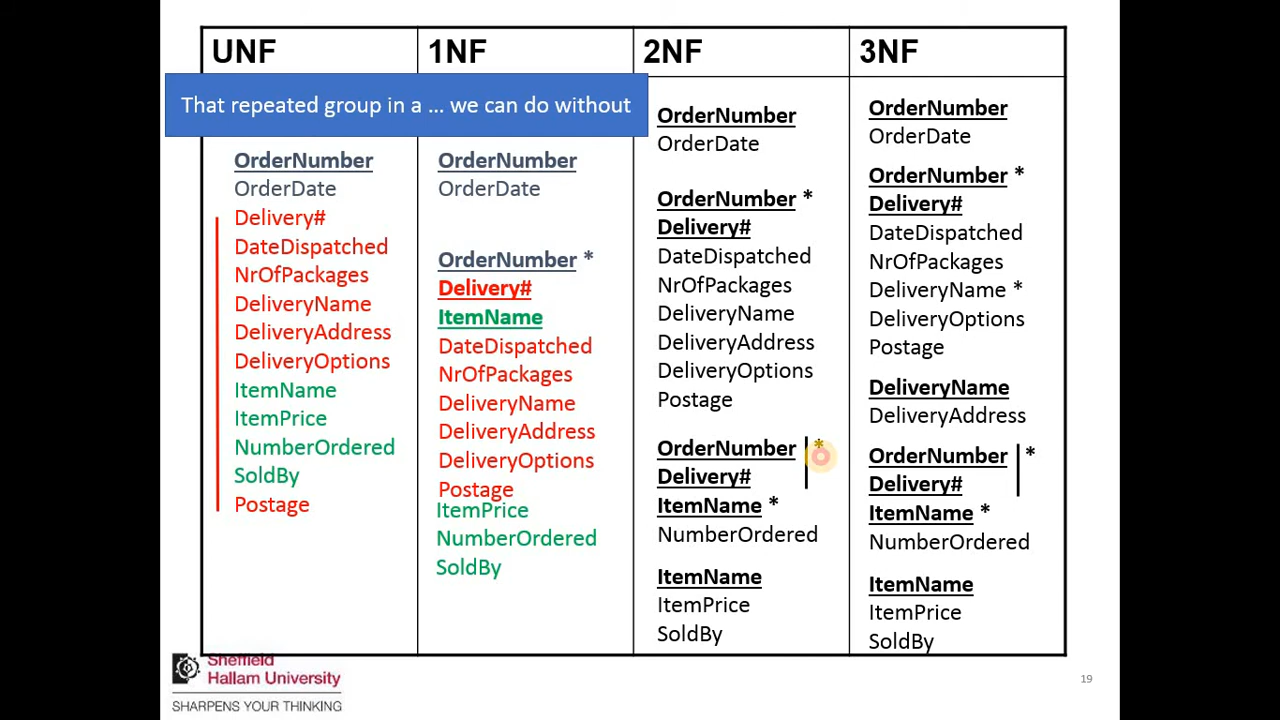 UNF
1NF
2NF
3NF
That repeated group in a ... we can do without
OrderNumber
OrderDate
Delivery#
DateDispatched
NrOfPackages
DeliveryName
DeliveryAddress
DeliveryOptions
ItemName
ItemPrice
NumberOrdered
SoldBy
Postage
OrderNumber
OrderDate
OrderNumber *
Delivery#
ItemName
DateDispatched
NrOfPackages
DeliveryName
DeliveryAddress
DeliveryOptions
Postage
ItemPrice
NumberOrdered
SoldBy
OrderNumber
OrderDate
OrderNumber *
Delivery#
DateDispatched
NrOfPackages
DeliveryName
DeliveryAddress
DeliveryOptions
Postage
OrderNumber *
Delivery#
ItemName *
NumberOrdered
ItemName
ItemPrice
SoldBy
OrderNumber
OrderDate
OrderNumber *
Delivery#
DateDispatched
NrOfPackages
DeliveryName *
DeliveryOptions
Postage
DeliveryName
DeliveryAddress
OrderNumber *
Delivery#
ItemName *
NumberOrdered
ItemName
ItemPrice
SoldBy
Sheffield
Hallam University
SHARPENS YOUR THINKING
19